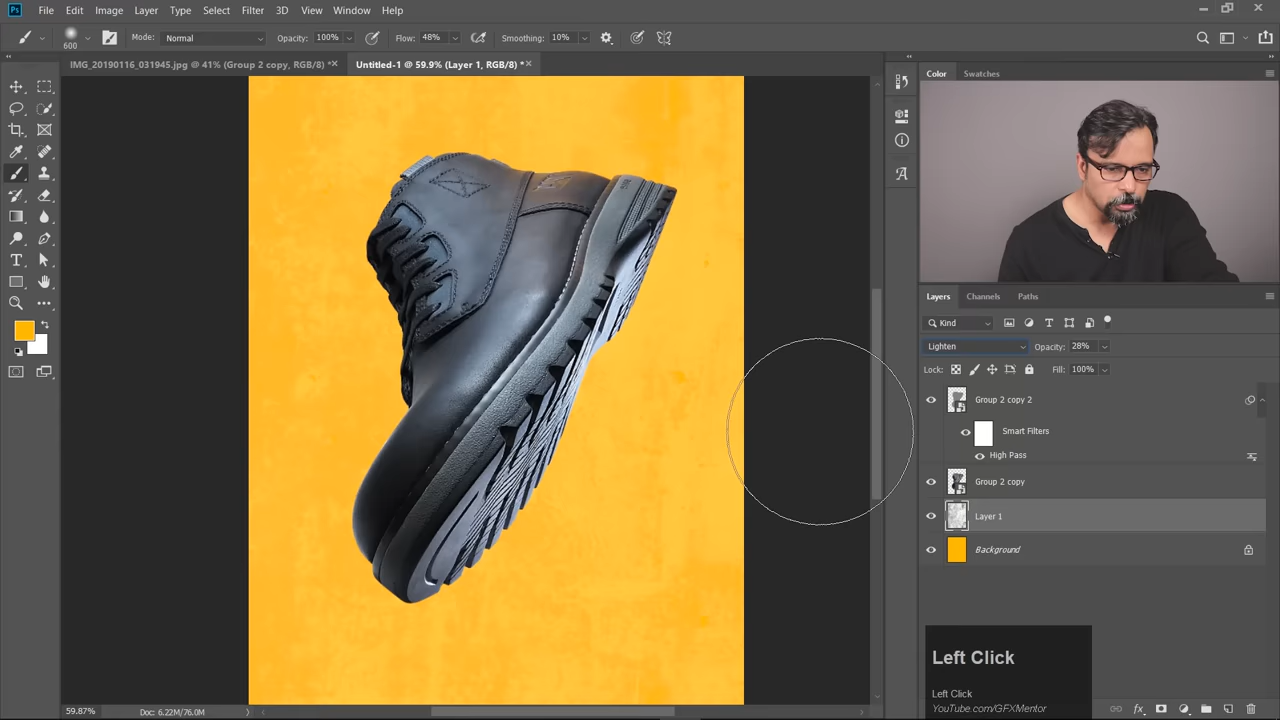 Ps File Edit Image Layer Type Select Filter 3D View Window Help
600 Mode: Normal Opacity: 100% Flow: 48% Smoothing: 10%
IMG_20190116_031945.jpg @ 41% (Group 2 copy, RGB/8) * × Untitled-1 @ 59.9% (Layer 1, RGB/8) * ×
Color Swatches
Layers Channels Paths
Kind
Lighten Opacity: 28%
Lock: Fill: 100%
Group 2 copy 2
Smart Filters
High Pass
Group 2 copy
Layer 1
Background
Left Click
Left Click
YouTube.com/GFXMentor
59.87% Doc: 6.22M/76.0M
fx